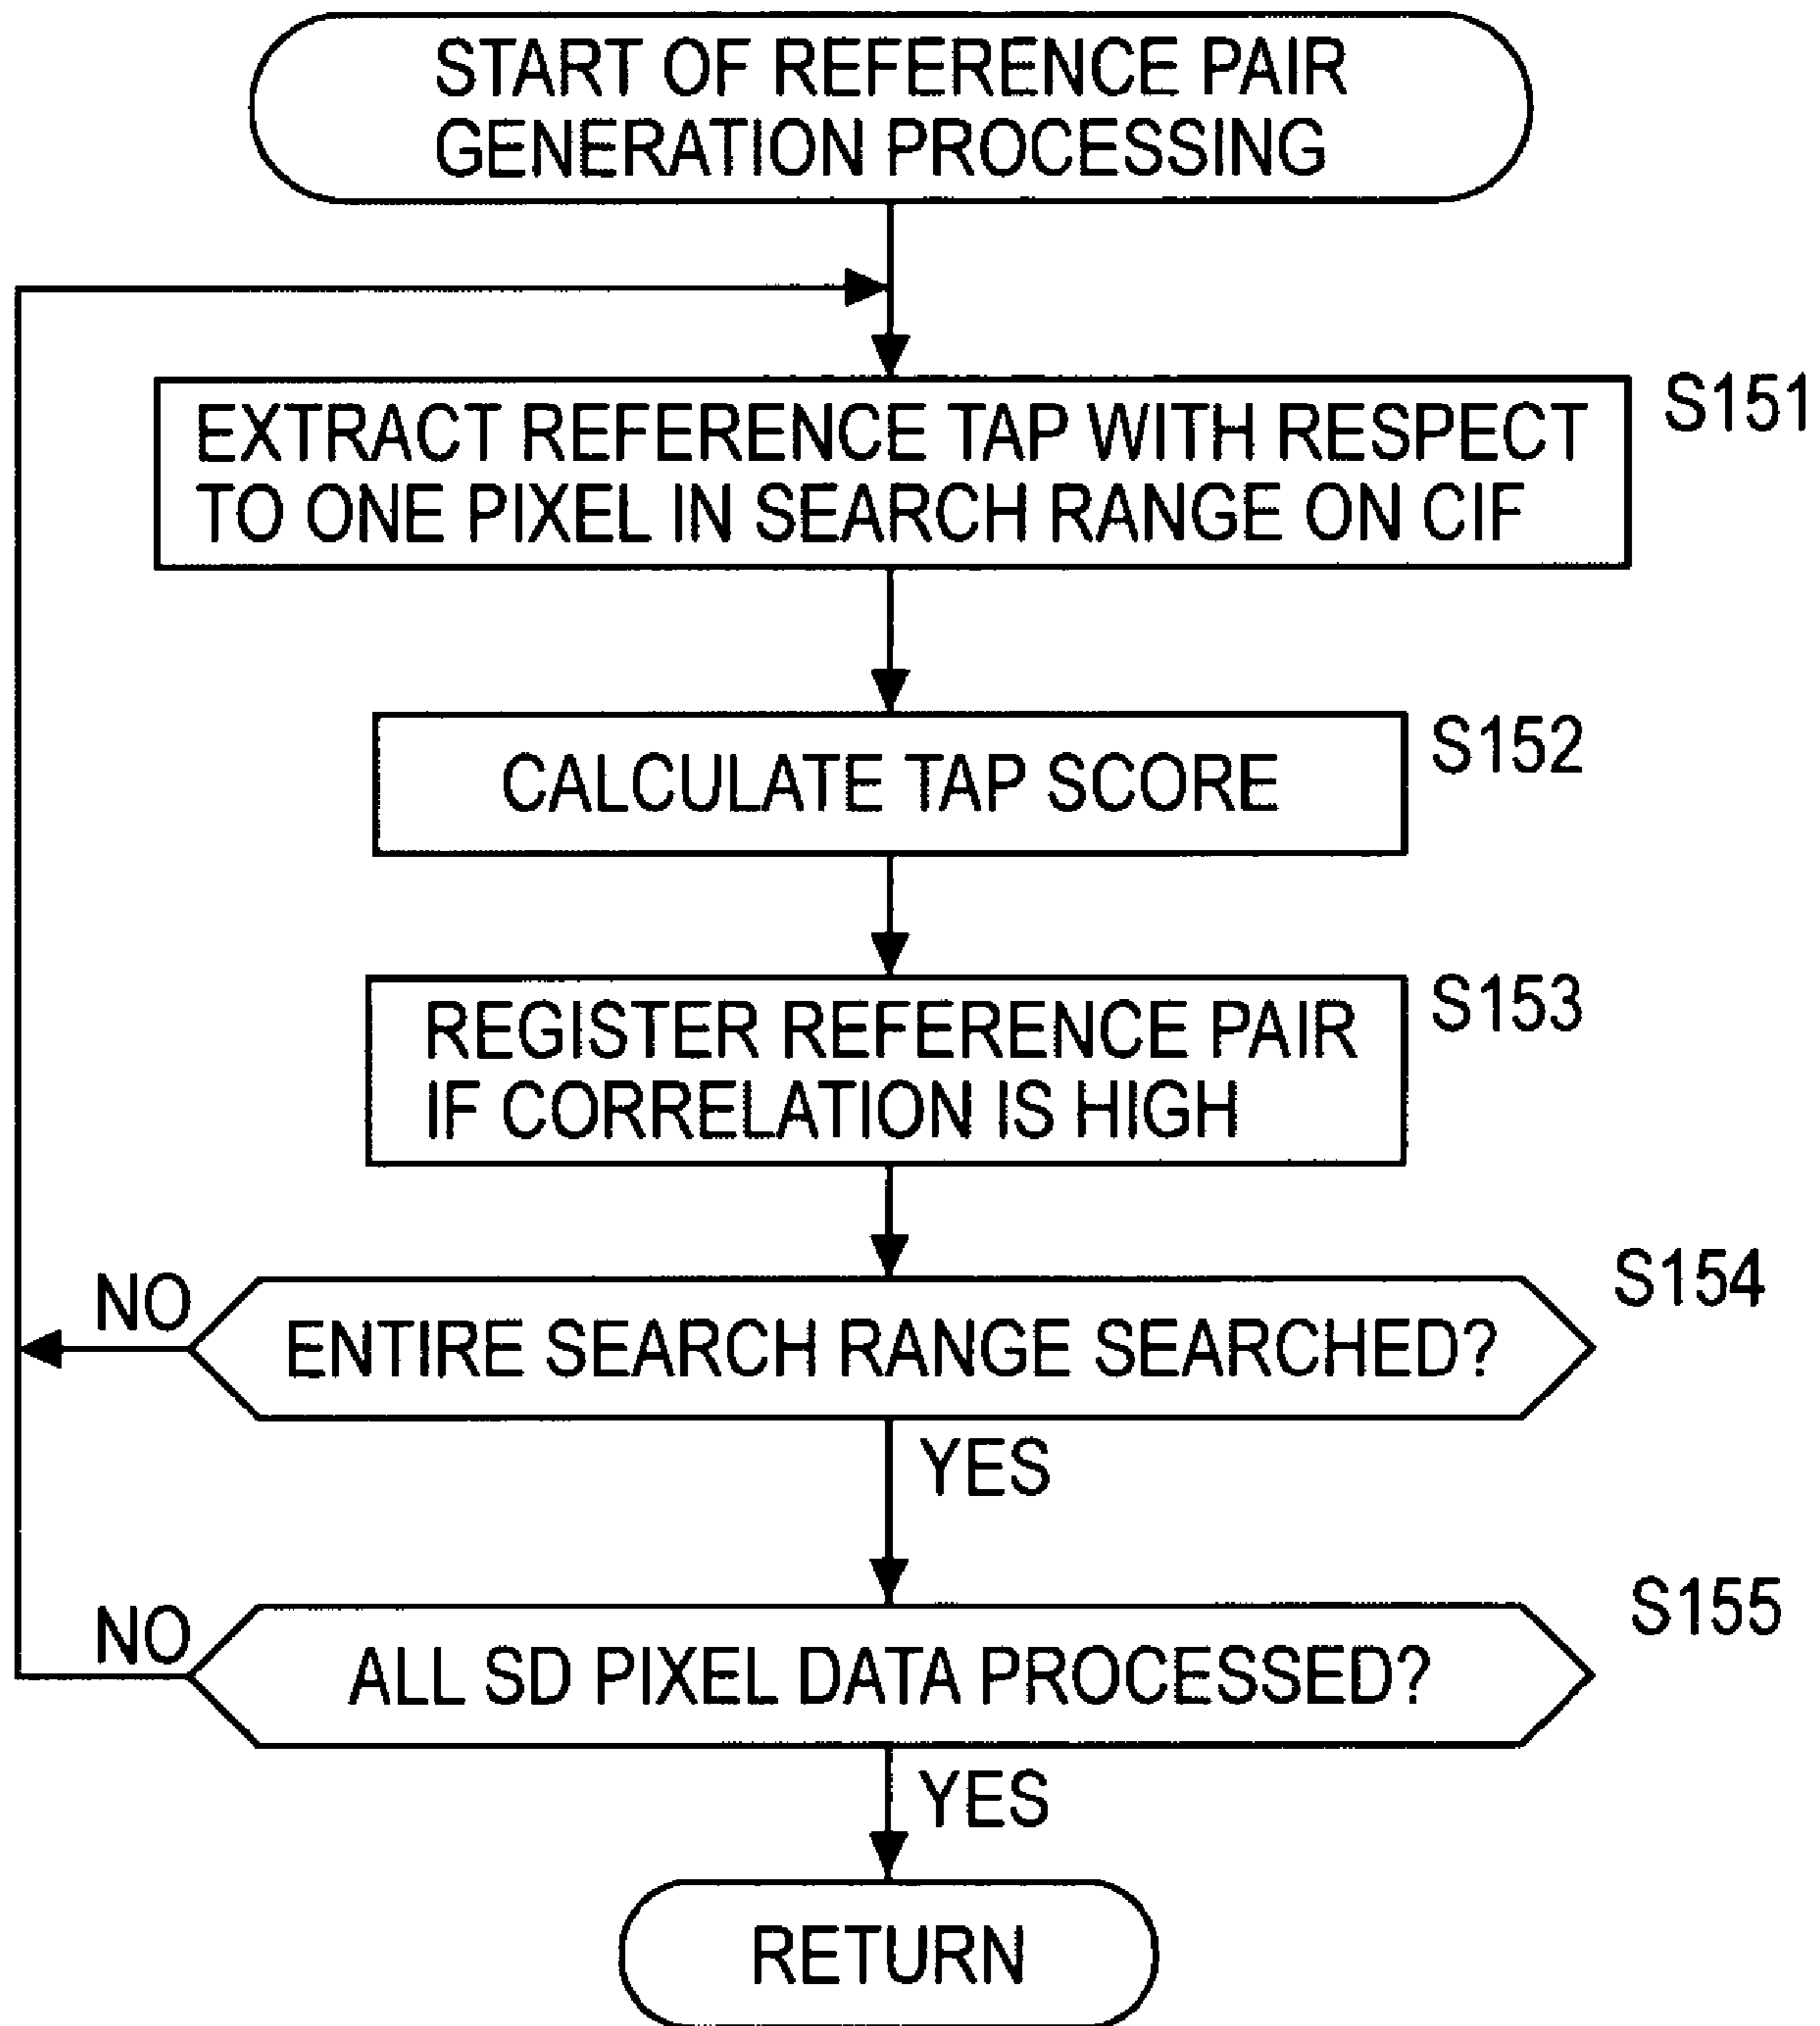 START OF REFERENCE PAIR
GENERATION PROCESSING
S151
EXTRACT REFERENCE TAP WITH RESPECT
TO ONE PIXEL IN SEARCH RANGE ON CIF
S152
CALCULATE TAP SCORE
S153
REGISTER REFERENCE PAIR
IF CORRELATION IS HIGH
S154
NO
ENTIRE SEARCH RANGE SEARCHED?
YES
S155
NO
ALL SD PIXEL DATA PROCESSED?
YES
RETURN